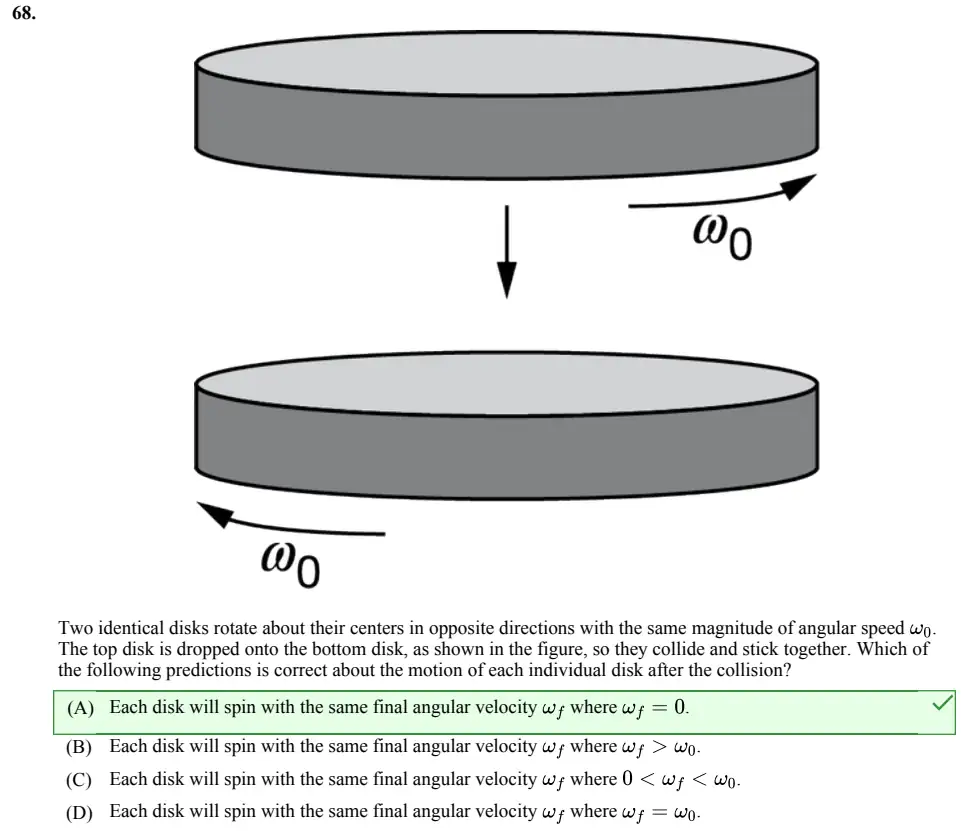 68.
ω0
ω0
Two identical disks rotate about their centers in opposite directions with the same magnitude of angular speed ω0.
The top disk is dropped onto the bottom disk, as shown in the figure, so they collide and stick together. Which of
the following predictions is correct about the motion of each individual disk after the collision?
(A) Each disk will spin with the same final angular velocity ωf where ωf = 0.
(B) Each disk will spin with the same final angular velocity ωf where ωf > ω0.
(C) Each disk will spin with the same final angular velocity ωf where 0 < ωf < ω0.
(D) Each disk will spin with the same final angular velocity ωf where ωf = ω0.